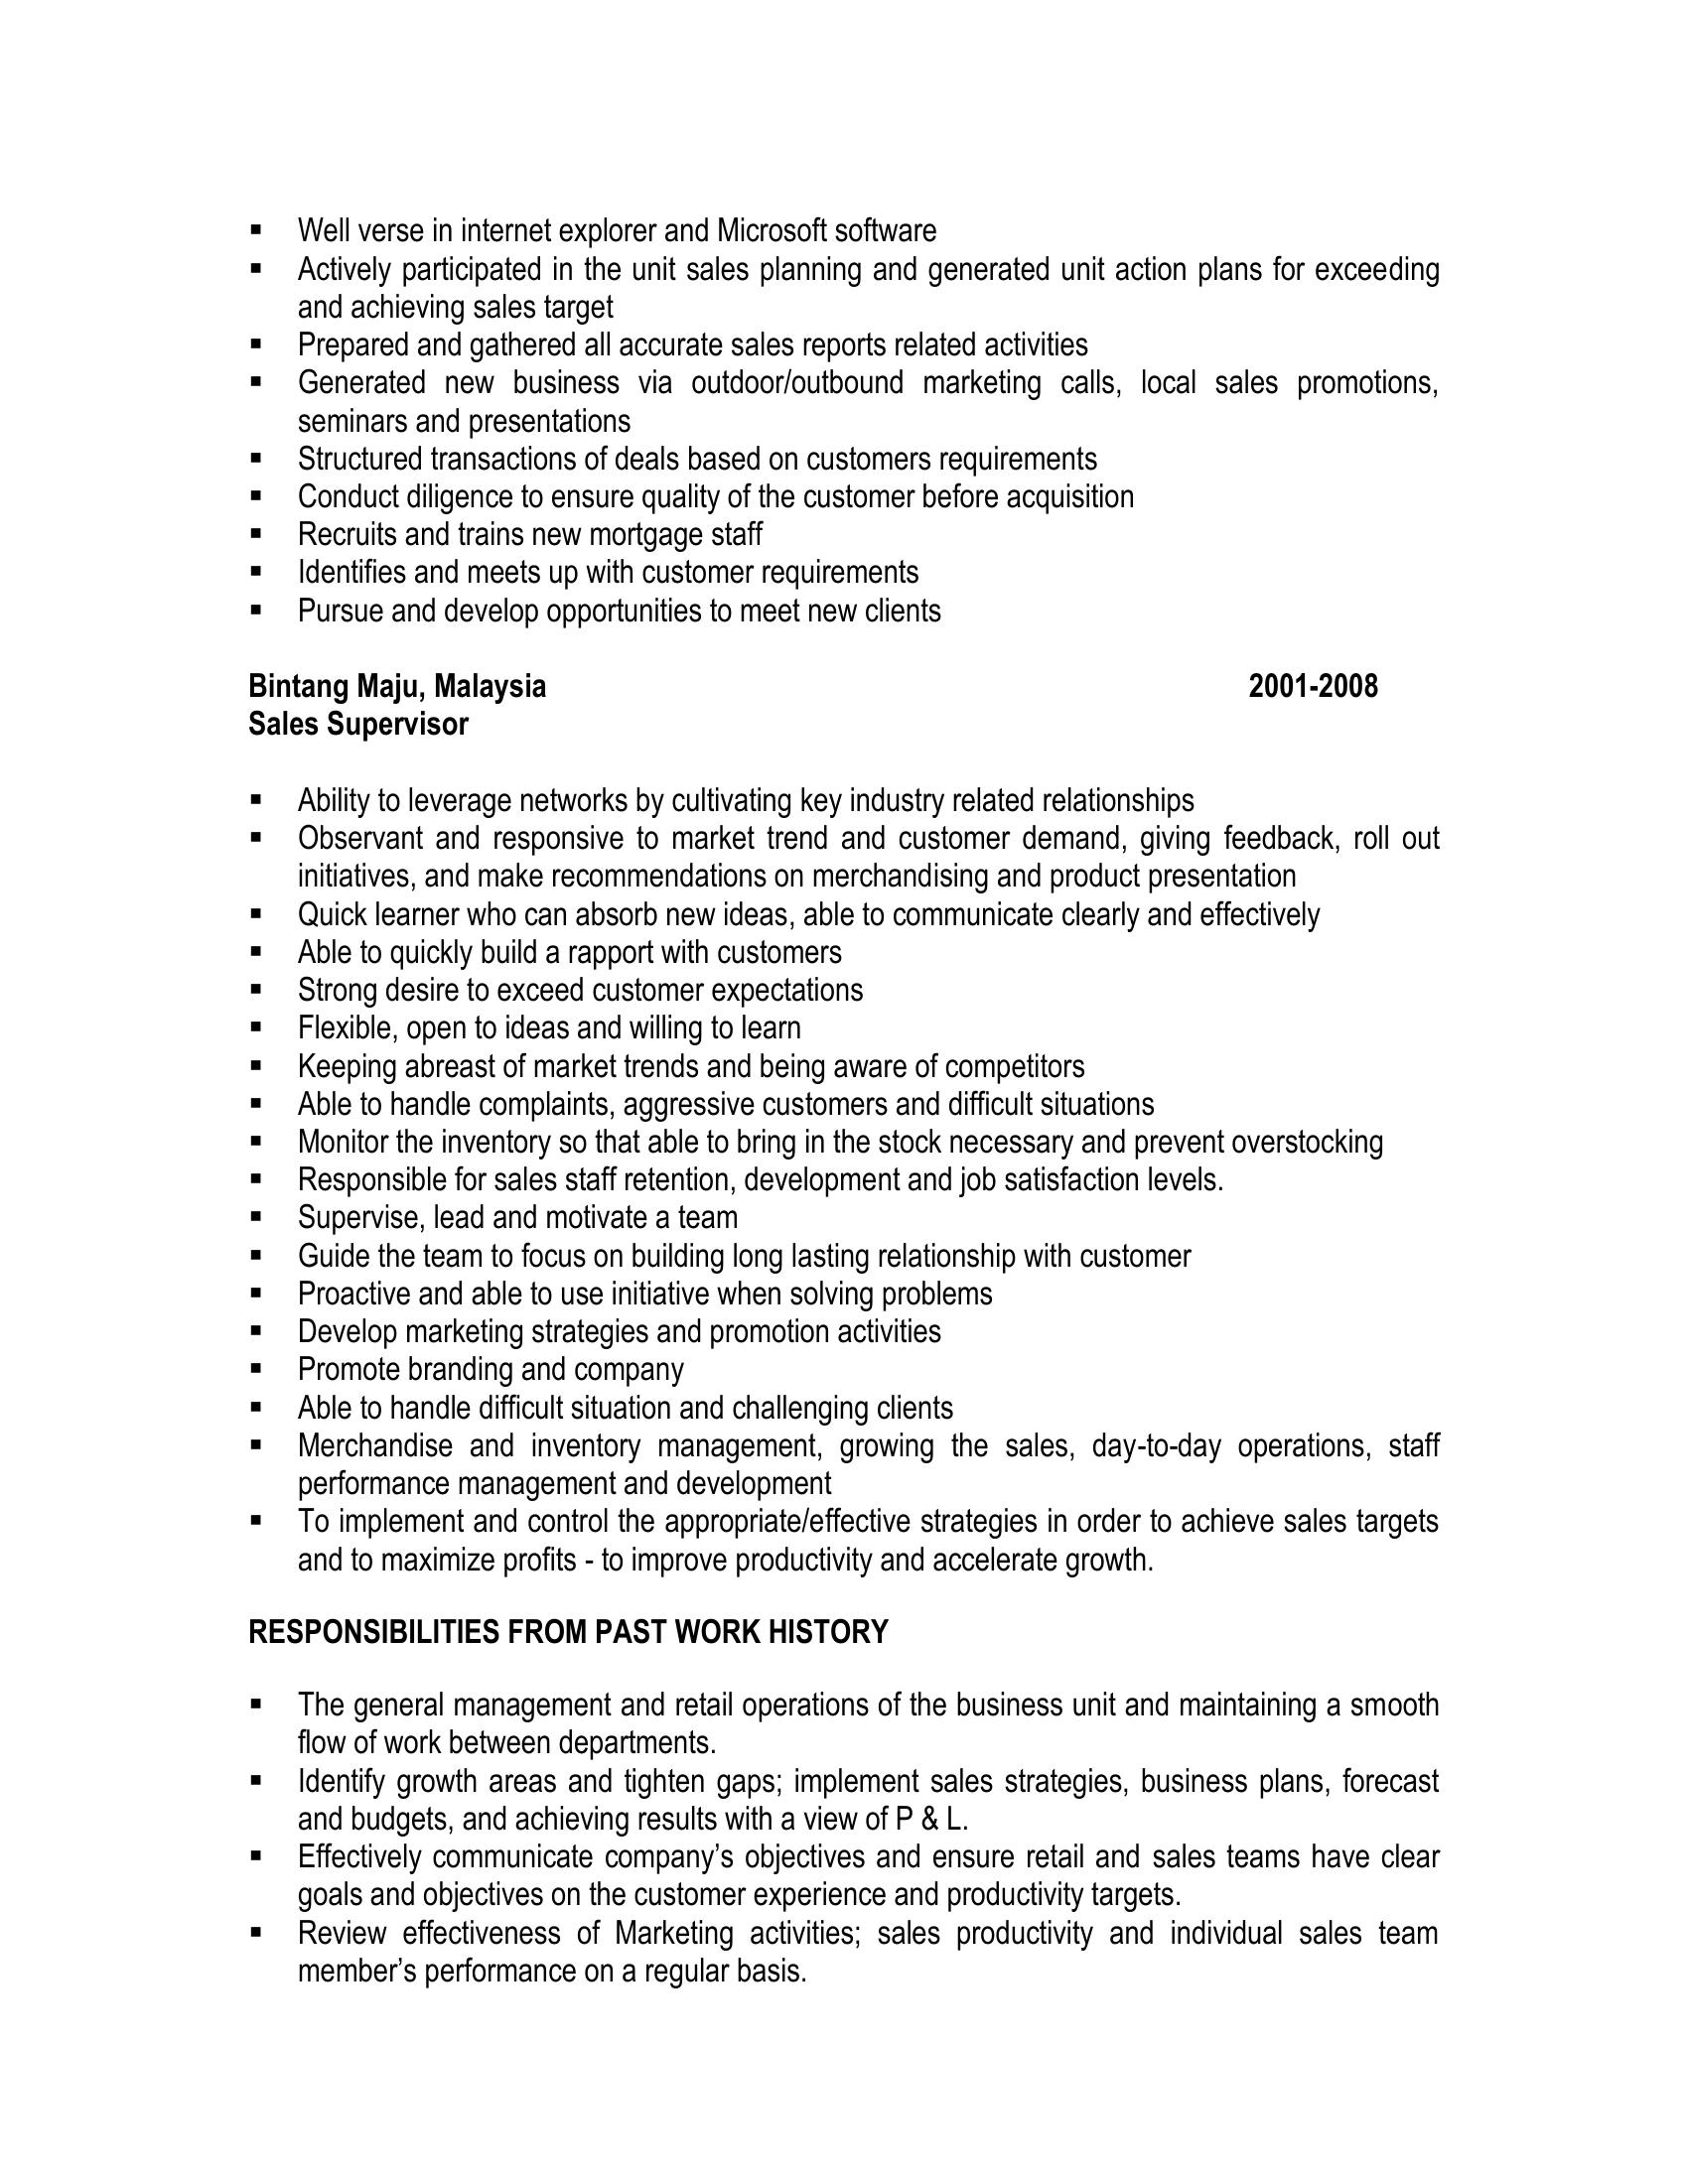 ▪ Well verse in internet explorer and Microsoft software
▪ Actively participated in the unit sales planning and generated unit action plans for exceeding
and achieving sales target
▪ Prepared and gathered all accurate sales reports related activities
▪ Generated new business via outdoor/outbound marketing calls, local sales promotions,
seminars and presentations
▪ Structured transactions of deals based on customers requirements
▪ Conduct diligence to ensure quality of the customer before acquisition
▪ Recruits and trains new mortgage staff
▪ Identifies and meets up with customer requirements
▪ Pursue and develop opportunities to meet new clients
Bintang Maju, Malaysia 2001-2008
Sales Supervisor
▪ Ability to leverage networks by cultivating key industry related relationships
▪ Observant and responsive to market trend and customer demand, giving feedback, roll out
initiatives, and make recommendations on merchandising and product presentation
▪ Quick learner who can absorb new ideas, able to communicate clearly and effectively
▪ Able to quickly build a rapport with customers
▪ Strong desire to exceed customer expectations
▪ Flexible, open to ideas and willing to learn
▪ Keeping abreast of market trends and being aware of competitors
▪ Able to handle complaints, aggressive customers and difficult situations
▪ Monitor the inventory so that able to bring in the stock necessary and prevent overstocking
▪ Responsible for sales staff retention, development and job satisfaction levels.
▪ Supervise, lead and motivate a team
▪ Guide the team to focus on building long lasting relationship with customer
▪ Proactive and able to use initiative when solving problems
▪ Develop marketing strategies and promotion activities
▪ Promote branding and company
▪ Able to handle difficult situation and challenging clients
▪ Merchandise and inventory management, growing the sales, day-to-day operations, staff
performance management and development
▪ To implement and control the appropriate/effective strategies in order to achieve sales targets
and to maximize profits - to improve productivity and accelerate growth.
RESPONSIBILITIES FROM PAST WORK HISTORY
▪ The general management and retail operations of the business unit and maintaining a smooth
flow of work between departments.
▪ Identify growth areas and tighten gaps; implement sales strategies, business plans, forecast
and budgets, and achieving results with a view of P & L.
▪ Effectively communicate company’s objectives and ensure retail and sales teams have clear
goals and objectives on the customer experience and productivity targets.
▪ Review effectiveness of Marketing activities; sales productivity and individual sales team
member’s performance on a regular basis.